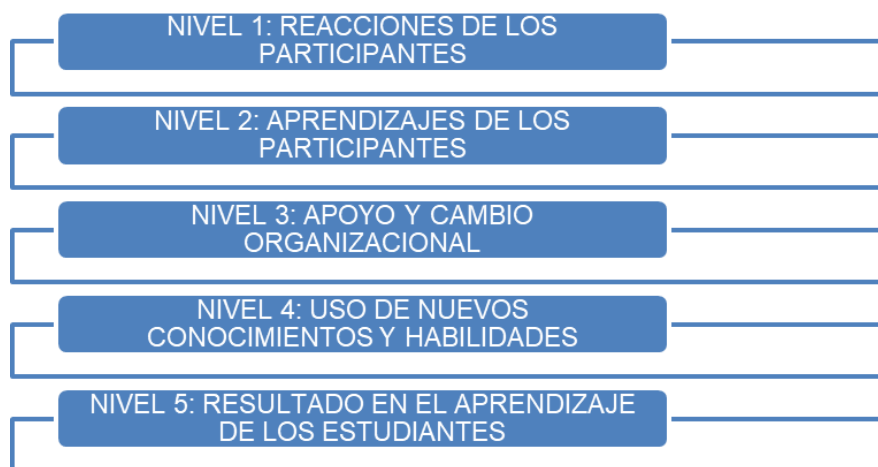 NIVEL 1: REACCIONES DE LOS
PARTICIPANTES
NIVEL 2: APRENDIZAJES DE LOS
PARTICIPANTES
NIVEL 3: APOYO Y CAMBIO
ORGANIZACIONAL
NIVEL 4: USO DE NUEVOS
CONOCIMIENTOS Y HABILIDADES
NIVEL 5: RESULTADO EN EL APRENDIZAJE
DE LOS ESTUDIANTES